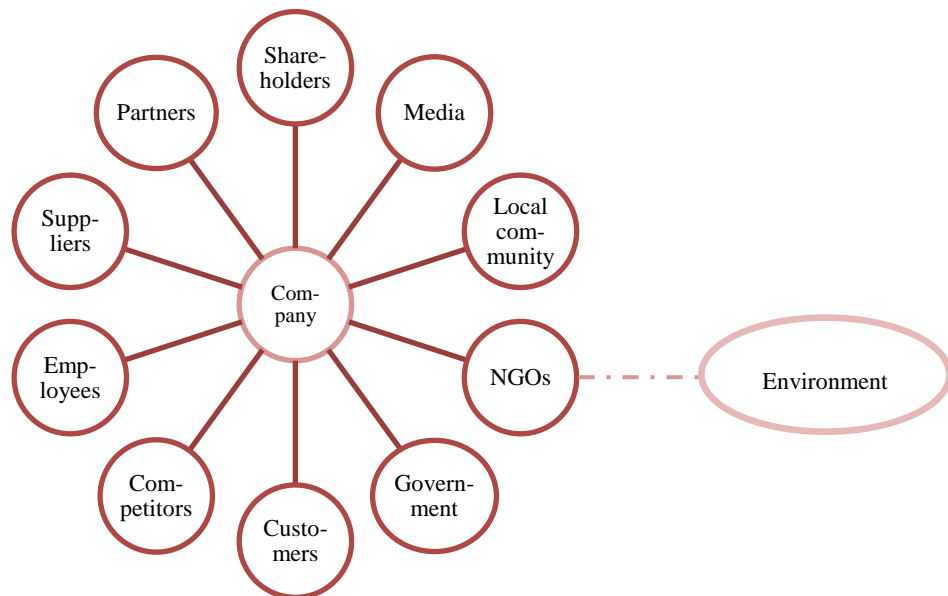 Share-
holders
Partners
Media
Supp-
liers
Local
com-
munity
Com-
pany
Emp-
loyees
NGOs
Environment
Com-
petitors
Govern-
ment
Custo-
mers